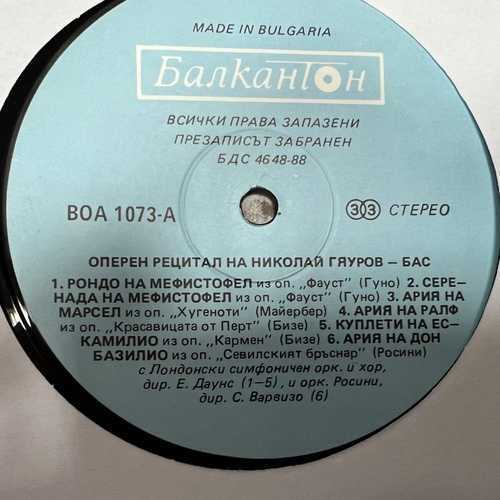 MADE IN BULGARIA
Балкантон
ВСИЧКИ ПРАВА ЗАПАЗЕНИ
ПРЕЗАПИСЪТ ЗАБРАНЕН
БДС 4648-88
ВОА 1073-А
33 СТЕРЕО
ОПЕРЕН РЕЦИТАЛ НА НИКОЛАЙ ГЯУРОВ – БАС
1. РОНДО НА МЕФИСТОФЕЛ из оп. „Фауст" (Гуно) 2. СЕРЕ-
НАДА НА МЕФИСТОФЕЛ из оп. „Фауст" (Гуно) 3. АРИЯ НА
МАРСЕЛ из оп. „Хугеноти" (Майербер) 4. АРИЯ НА РАЛФ
из оп. „Красавицата от Перт" (Бизе) 5. КУПЛЕТИ НА ЕС-
КАМИЛИО из оп. „Кармен" (Бизе) 6. АРИЯ НА ДОН
БАЗИЛИО из оп. „Севилският бръснар" (Росини)
с Лондонски симфоничен орк. и хор,
дир. Е. Даунс (1–5), и орк. Росини,
дир. С. Варвизо (6)